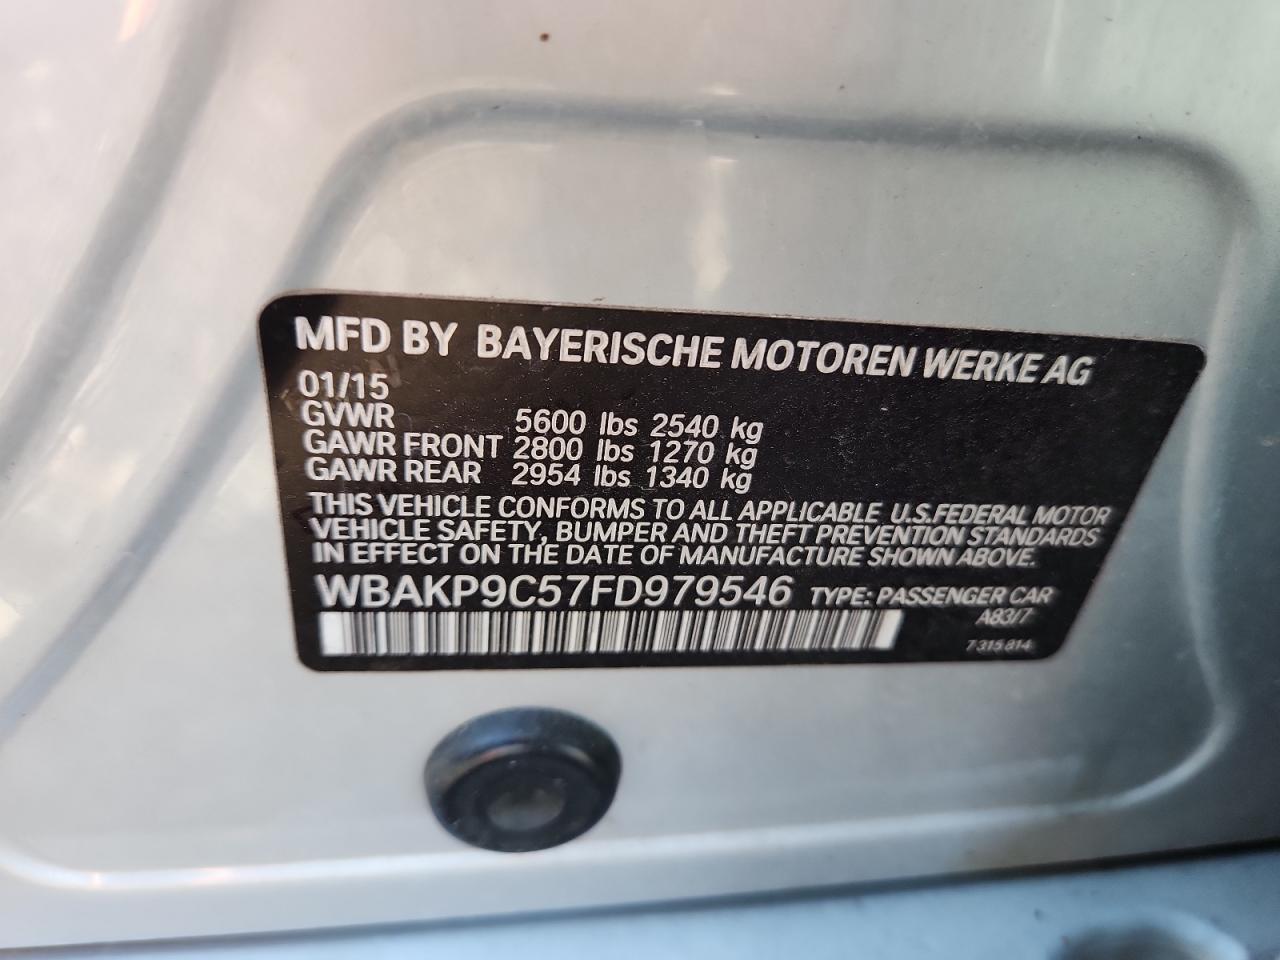 MFD BY BAYERISCHE MOTOREN WERKE AG
01/15
GVWR 5600 lbs 2540 kg
GAWR FRONT 2800 lbs 1270 kg
GAWR REAR 2954 lbs 1340 kg
THIS VEHICLE CONFORMS TO ALL APPLICABLE U.S.FEDERAL MOTOR
VEHICLE SAFETY, BUMPER AND THEFT PREVENTION STANDARDS
IN EFFECT ON THE DATE OF MANUFACTURE SHOWN ABOVE.
WBAKP9C57FD979546 TYPE: PASSENGER CAR
A83/7
7 315 814